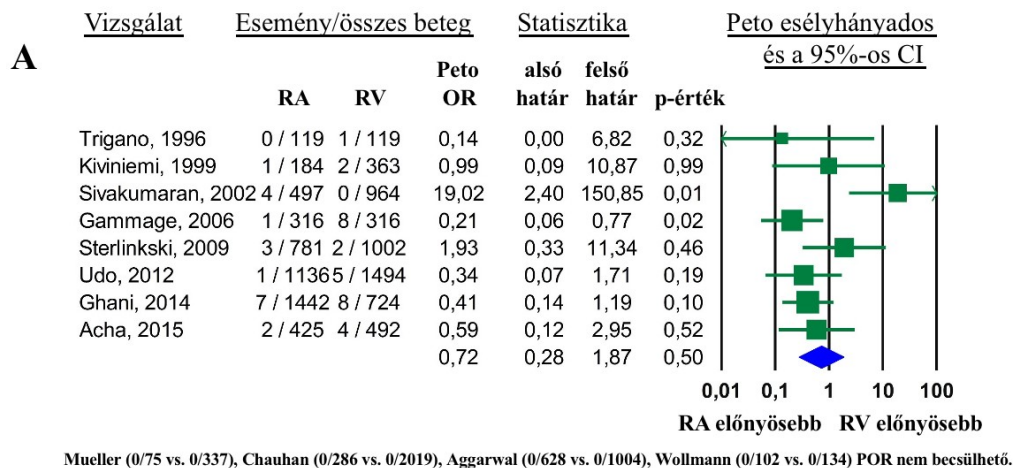 Vizsgálat Esemény/összes beteg Statisztika Peto esélyhányados
és a 95%-os CI
A
Peto alsó felső
RA RV OR határ határ p-érték
Trigano, 1996 0 / 119 1 / 119 0,14 0,00 6,82 0,32
Kiviniemi, 1999 1 / 184 2 / 363 0,99 0,09 10,87 0,99
Sivakumaran, 2002 4 / 497 0 / 964 19,02 2,40 150,85 0,01
Gammage, 2006 1 / 316 8 / 316 0,21 0,06 0,77 0,02
Sterlinkski, 2009 3 / 781 2 / 1002 1,93 0,33 11,34 0,46
Udo, 2012 1 / 1136 5 / 1494 0,34 0,07 1,71 0,19
Ghani, 2014 7 / 1442 8 / 724 0,41 0,14 1,19 0,10
Acha, 2015 2 / 425 4 / 492 0,59 0,12 2,95 0,52
0,72 0,28 1,87 0,50
0,01 0,1 1 10 100
RA előnyösebb RV előnyösebb
Mueller (0/75 vs. 0/337), Chauhan (0/286 vs. 0/2019), Aggarwal (0/628 vs. 0/1004), Wollmann (0/102 vs. 0/134) POR nem becsülhető.